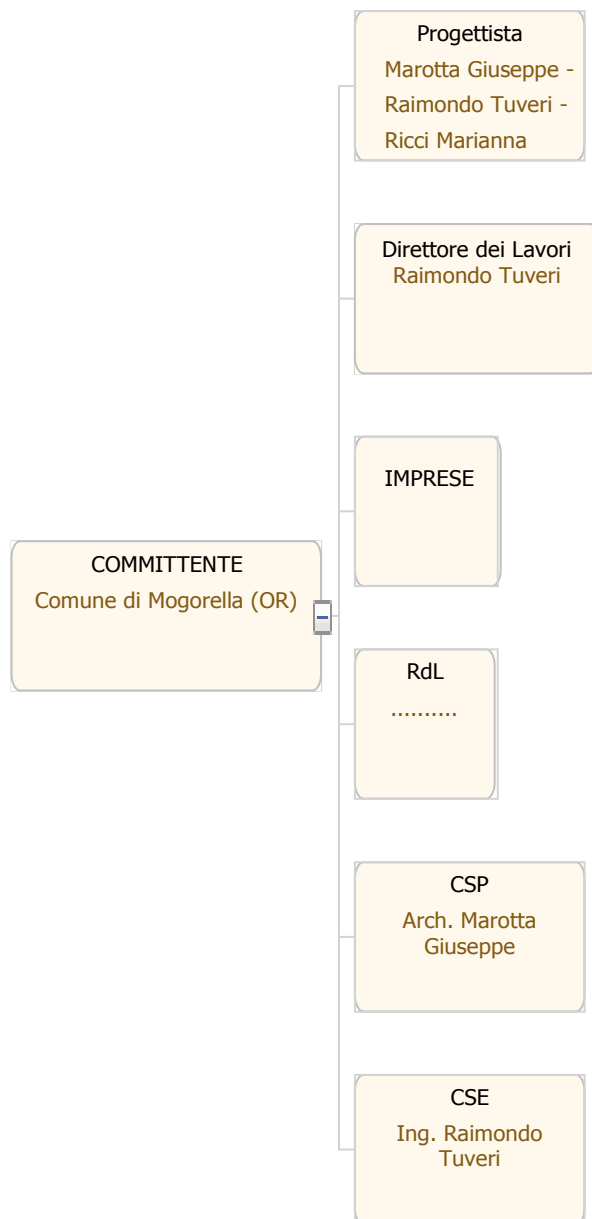 Progettista
Marotta Giuseppe -
Raimondo Tuveri -
Ricci Marianna
Direttore dei Lavori
Raimondo Tuveri
IMPRESE
COMMITTENTE
Comune di Mogorella (OR)
RdL
..........
CSP
Arch. Marotta
Giuseppe
CSE
Ing. Raimondo
Tuveri